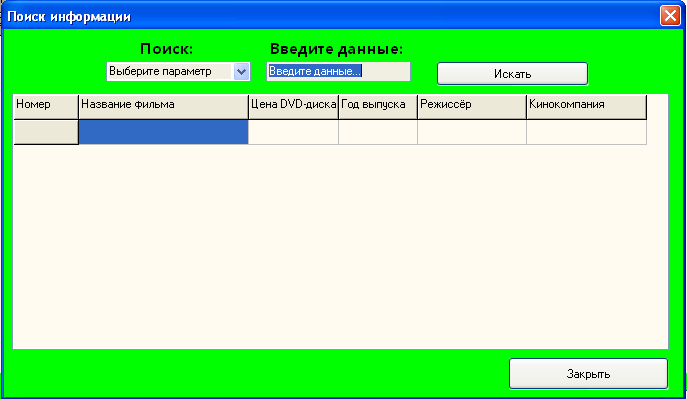 Поиск информации
Поиск: Введите данные:
Выберите параметр Введите данные... Искать
Номер Название фильма Цена DVD-диска Год выпуска Режиссёр Кинокомпания
Закрыть